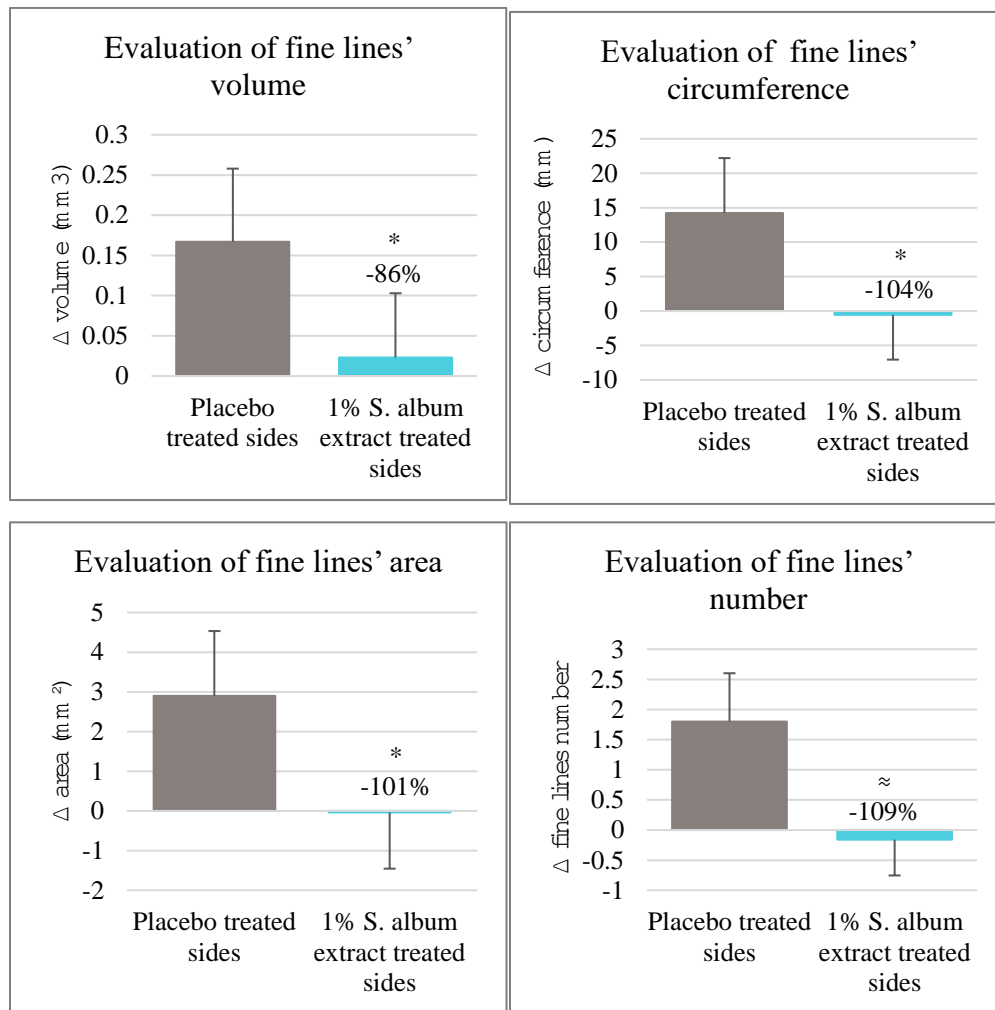 Evaluation of fine lines’
volume
Δ volume (mm3)
0.3
0.25
0.2
0.15
0.1
0.05
0
*
-86%
Placebo
treated sides
1% S. album
extract treated
sides
Evaluation of fine lines’
circumference
Δ circumference (mm)
25
20
15
10
5
0
-5
-10
*
-104%
Placebo treated
sides
1% S. album
extract treated
sides
Evaluation of fine lines’ area
Δ area (mm²)
5
4
3
2
1
0
-1
-2
*
-101%
Placebo treated
sides
1% S. album
extract treated
sides
Evaluation of fine lines’
number
Δ fine lines number
3
2.5
2
1.5
1
0.5
0
-0.5
-1
≈
-109%
Placebo treated
sides
1% S. album
extract treated
sides